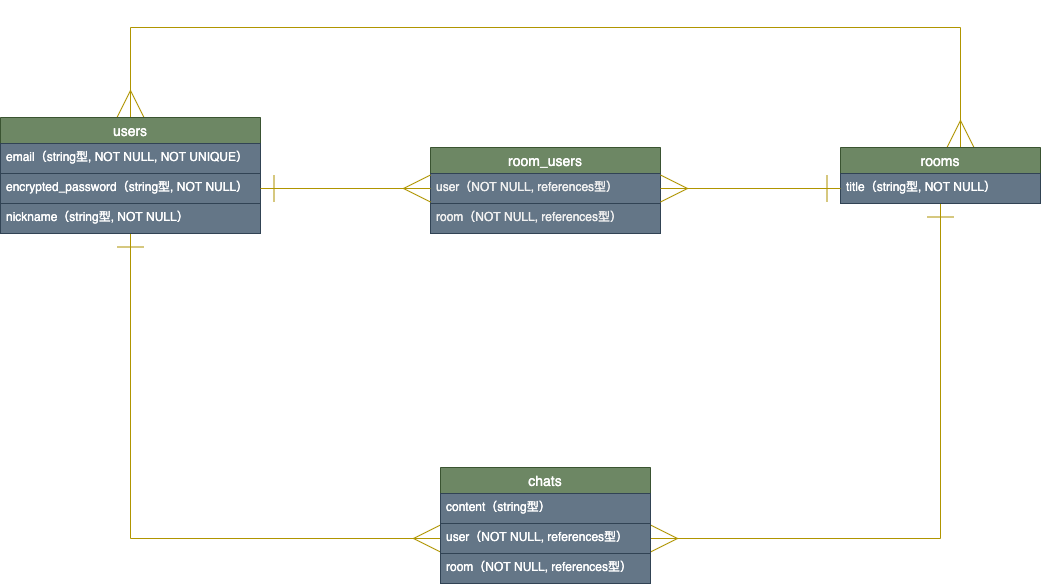 users
email（string型, NOT NULL, NOT UNIQUE）
encrypted_password（string型, NOT NULL）
nickname（string型, NOT NULL）
room_users
user（NOT NULL, references型）
room（NOT NULL, references型）
rooms
title（string型, NOT NULL）
chats
content（string型）
user（NOT NULL, references型）
room（NOT NULL, references型）